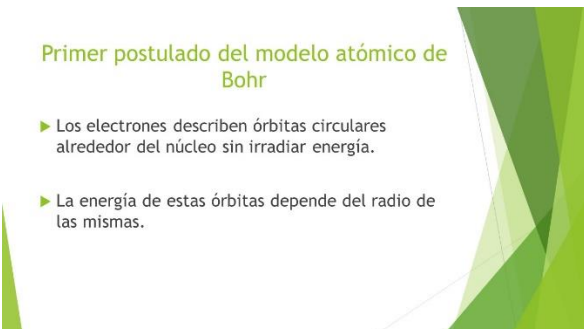 Primer postulado del modelo atómico de
Bohr
Los electrones describen órbitas circulares
alrededor del núcleo sin irradiar energía.
La energía de estas órbitas depende del radio de
las mismas.